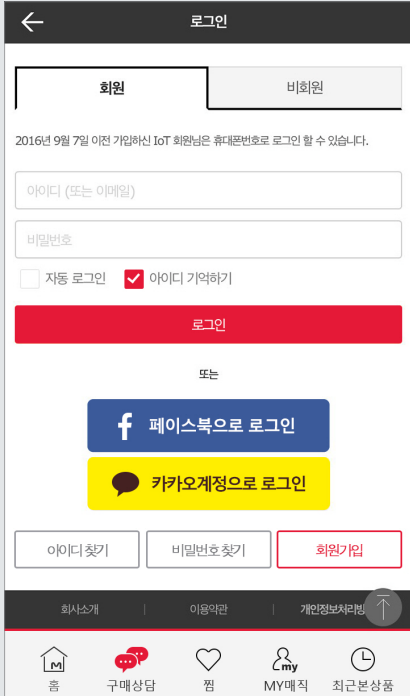 로그인
회원 비회원
2016년 9월 7일 이전 가입하신 IoT 회원님은 휴대폰번호로 로그인 할 수 있습니다.
아이디 (또는 이메일)
비밀번호
자동 로그인 아이디 기억하기
로그인
또는
f 페이스북으로 로그인
카카오계정으로 로그인
아이디 찾기 비밀번호 찾기 회원가입
회사소개 | 이용약관 | 개인정보처리방
M my
홈 구매상담 찜 MY매직 최근본상품